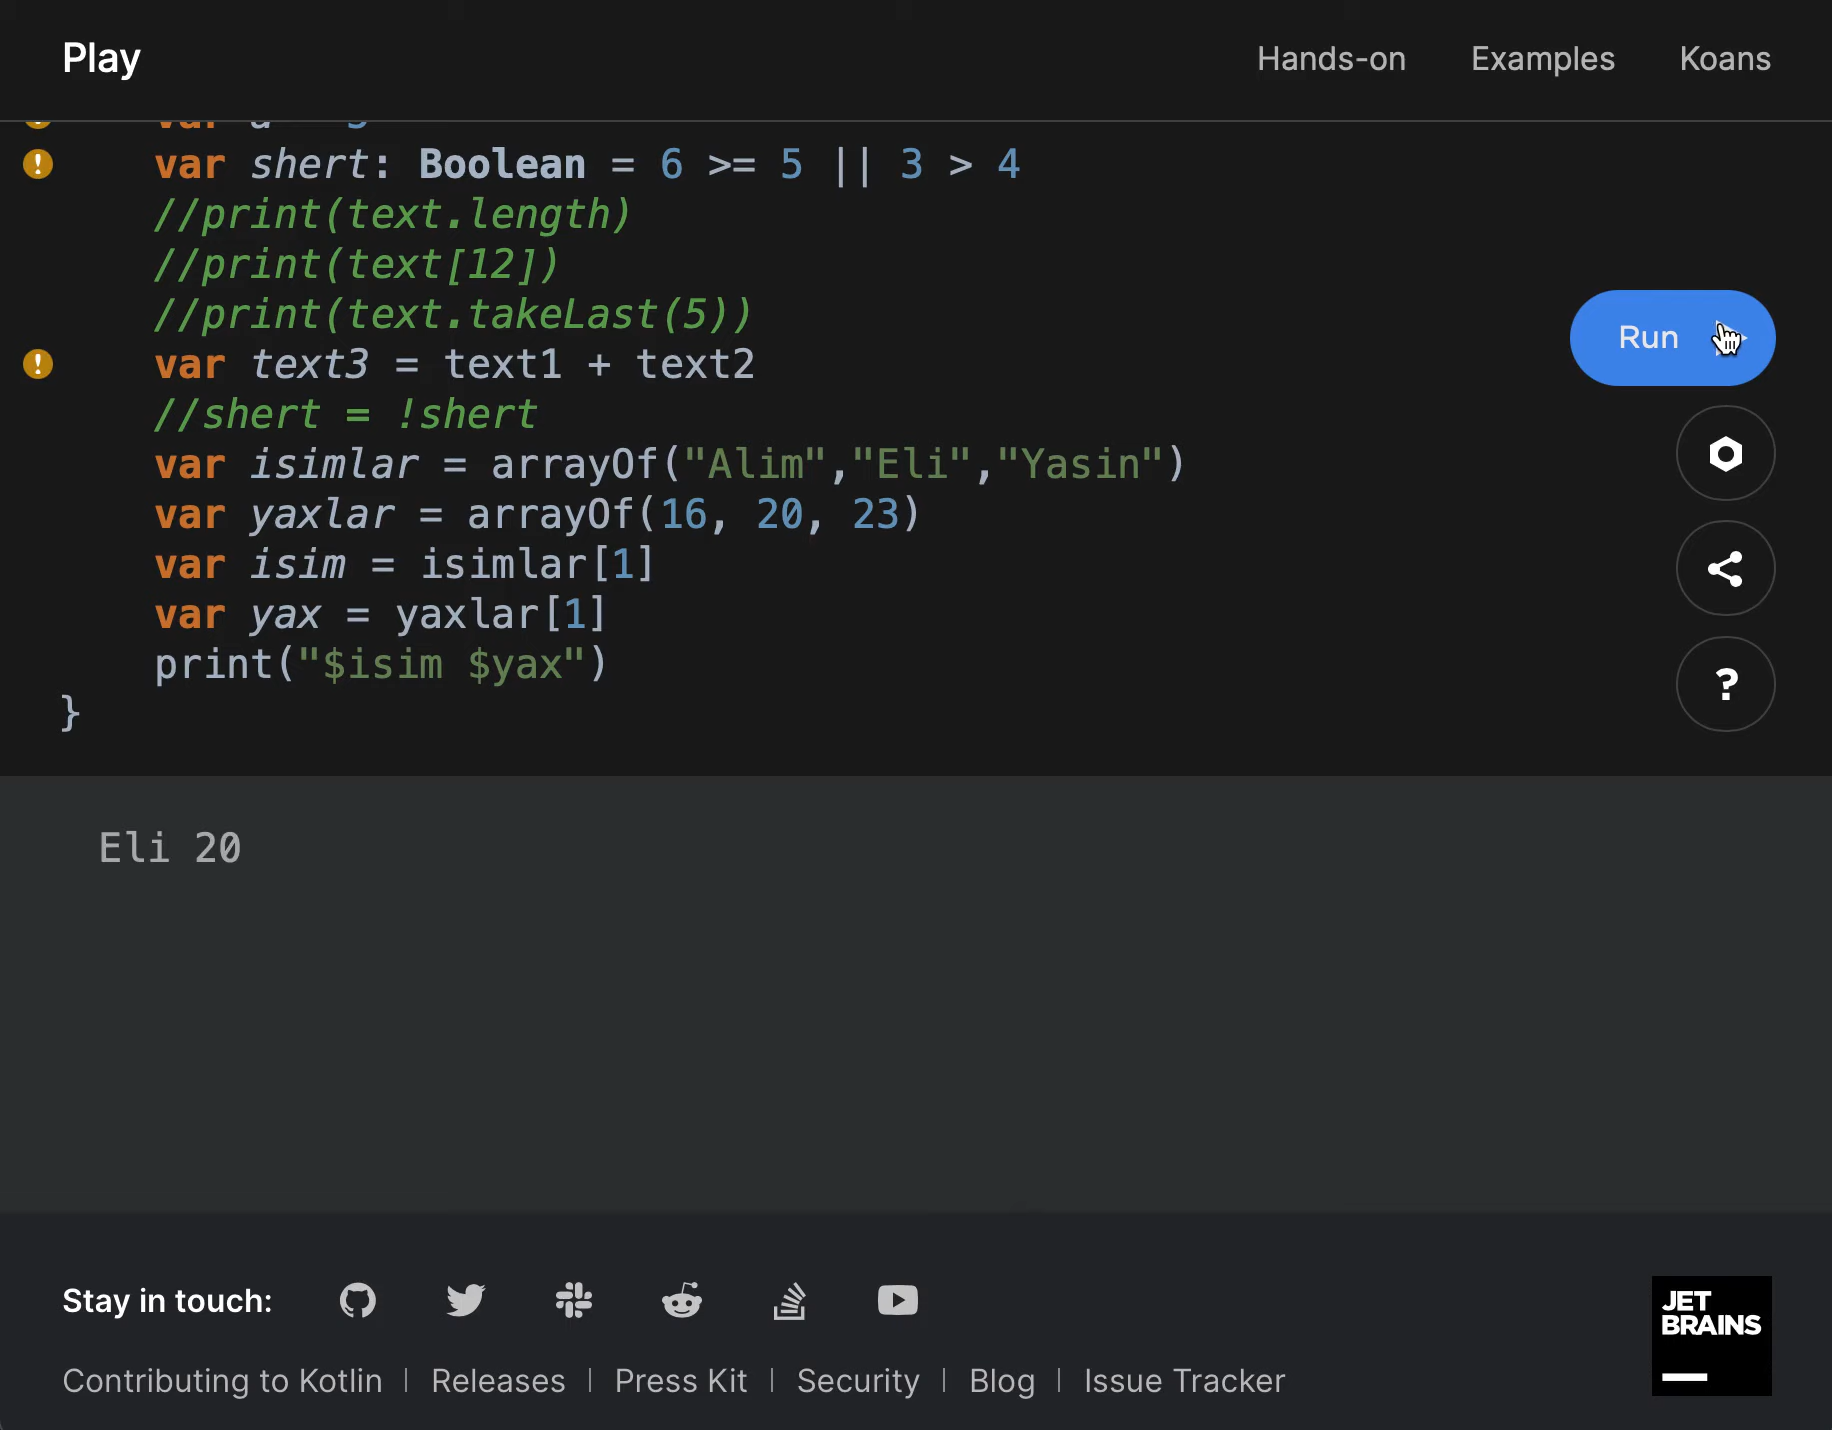 Play
Hands-on Examples Koans
var
var shert: Boolean = 6 >= 5 || 3 > 4
//print(text.length)
//print(text[12])
//print(text.takeLast(5))
var text3 = text1 + text2
//shert = !shert
var isimlar = arrayOf("Alim","Eli","Yasin")
var yaxlar = arrayOf(16, 20, 23)
var isim = isimlar[1]
var yax = yaxlar[1]
print("$isim $yax")
}
Run
?
Eli 20
Stay in touch:
Contributing to Kotlin | Releases | Press Kit | Security | Blog | Issue Tracker
JET
BRAINS